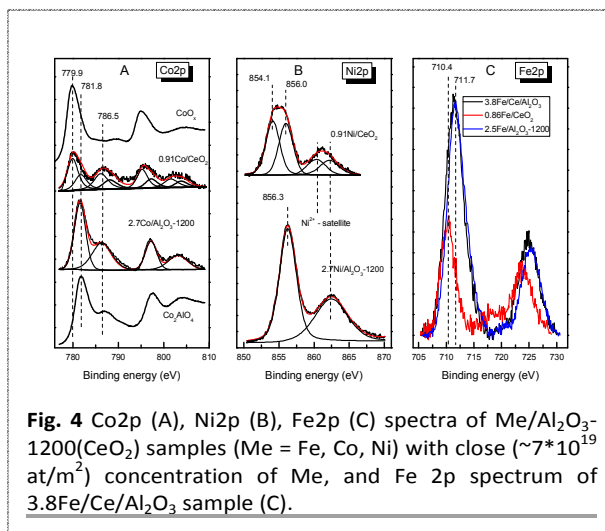 A
Co2p
779.9
781.8
786.5
CoOx
0.91Co/CeO2
2.7Co/Al2O3-1200
Co2AlO4
780 790 800 810
Binding energy (eV)
B
Ni2p
854.1
856.0
0.91Ni/CeO2
856.3
Ni2+ - satellite
2.7Ni/Al2O3-1200
850 855 860 865 870
Binding energy (eV)
C
Fe2p
710.4
711.7
3.8Fe/Ce/Al2O3
0.86Fe/CeO2
2.5Fe/Al2O3-1200
705 710 715 720 725 730
Binding energy (eV)
Fig. 4 Co2p (A), Ni2p (B), Fe2p (C) spectra of Me/Al2O3-
1200(CeO2) samples (Me = Fe, Co, Ni) with close (~7*10^19
at/m^2) concentration of Me, and Fe 2p spectrum of
3.8Fe/Ce/Al2O3 sample (C).